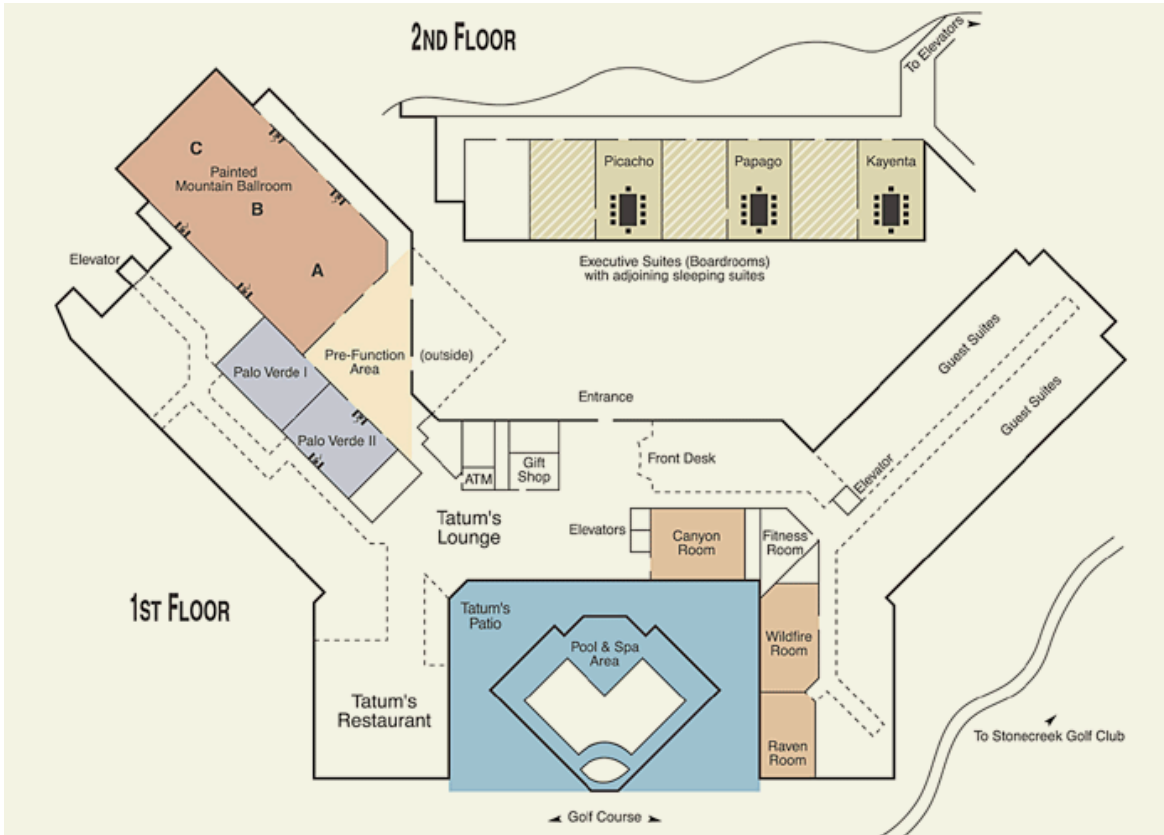 2ND FLOOR
To Elevators
Picacho
Papago
Kayenta
Executive Suites (Boardrooms)
with adjoining sleeping suites
C
Painted
Mountain Ballroom
B
A
Elevator
Pre-Function
Area
(outside)
Palo Verde I
Palo Verde II
Entrance
Guest Suites
Guest Suites
ATM
Gift
Shop
Front Desk
Elevator
Tatum's
Lounge
Elevators
Canyon
Room
Fitness
Room
1ST FLOOR
Tatum's
Patio
Pool & Spa
Area
Wildfire
Room
Tatum's
Restaurant
Raven
Room
To Stonecreek Golf Club
Golf Course